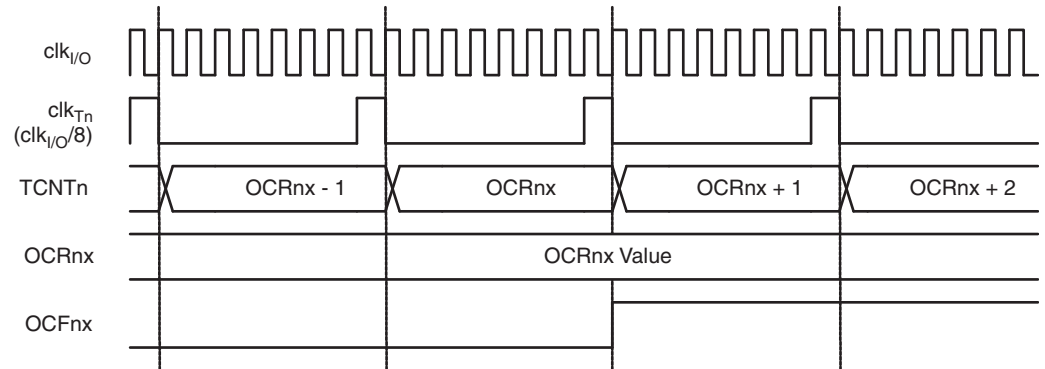 clkI/O
clkTn
(clkI/O/8)
TCNTn OCRnx - 1 OCRnx OCRnx + 1 OCRnx + 2
OCRnx OCRnx Value
OCFnx